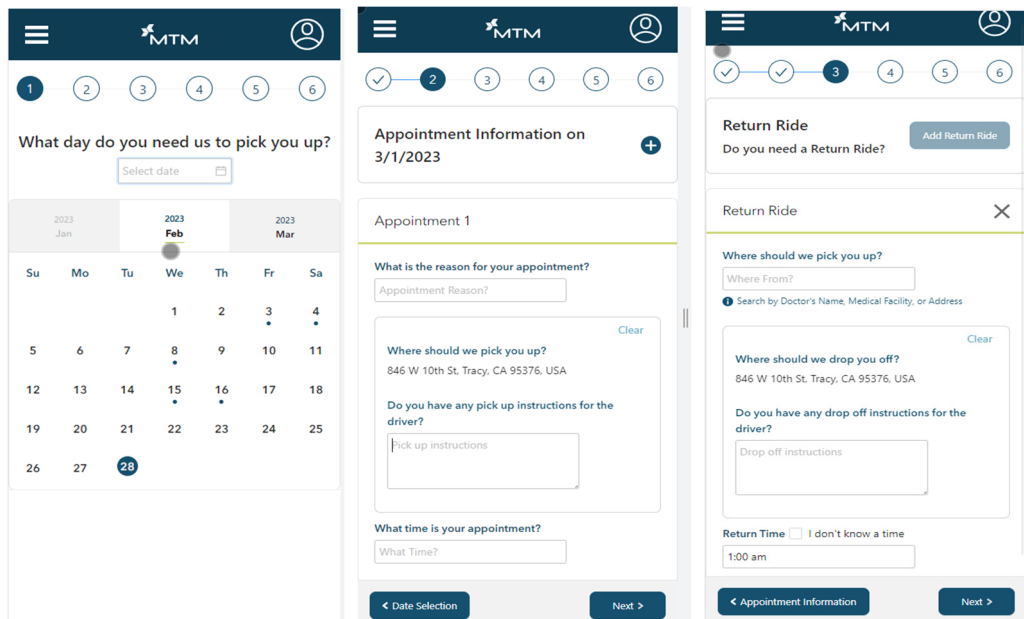 MTM
1 2 3 4 5 6
What day do you need us to pick you up?
Select date
2023 2023 2023
Jan Feb Mar
Su Mo Tu We Th Fr Sa
1 2 3 4
5 6 7 8 9 10 11
12 13 14 15 16 17 18
19 20 21 22 23 24 25
26 27 28
MTM
2 3 4 5 6
Appointment Information on
3/1/2023
Appointment 1
What is the reason for your appointment?
Appointment Reason?
Clear
Where should we pick you up?
846 W 10th St, Tracy, CA 95376, USA
Do you have any pick up instructions for the
driver?
Pick up instructions
What time is your appointment?
What Time?
< Date Selection Next >
MTM
3 4 5 6
Return Ride
Do you need a Return Ride?
Add Return Ride
Return Ride
Where should we pick you up?
Where From?
Search by Doctor's Name, Medical Facility, or Address
Clear
Where should we drop you off?
846 W 10th St, Tracy, CA 95376, USA
Do you have any drop off instructions for the
driver?
Drop off instructions
Return Time I don't know a time
1:00 am
< Appointment Information Next >